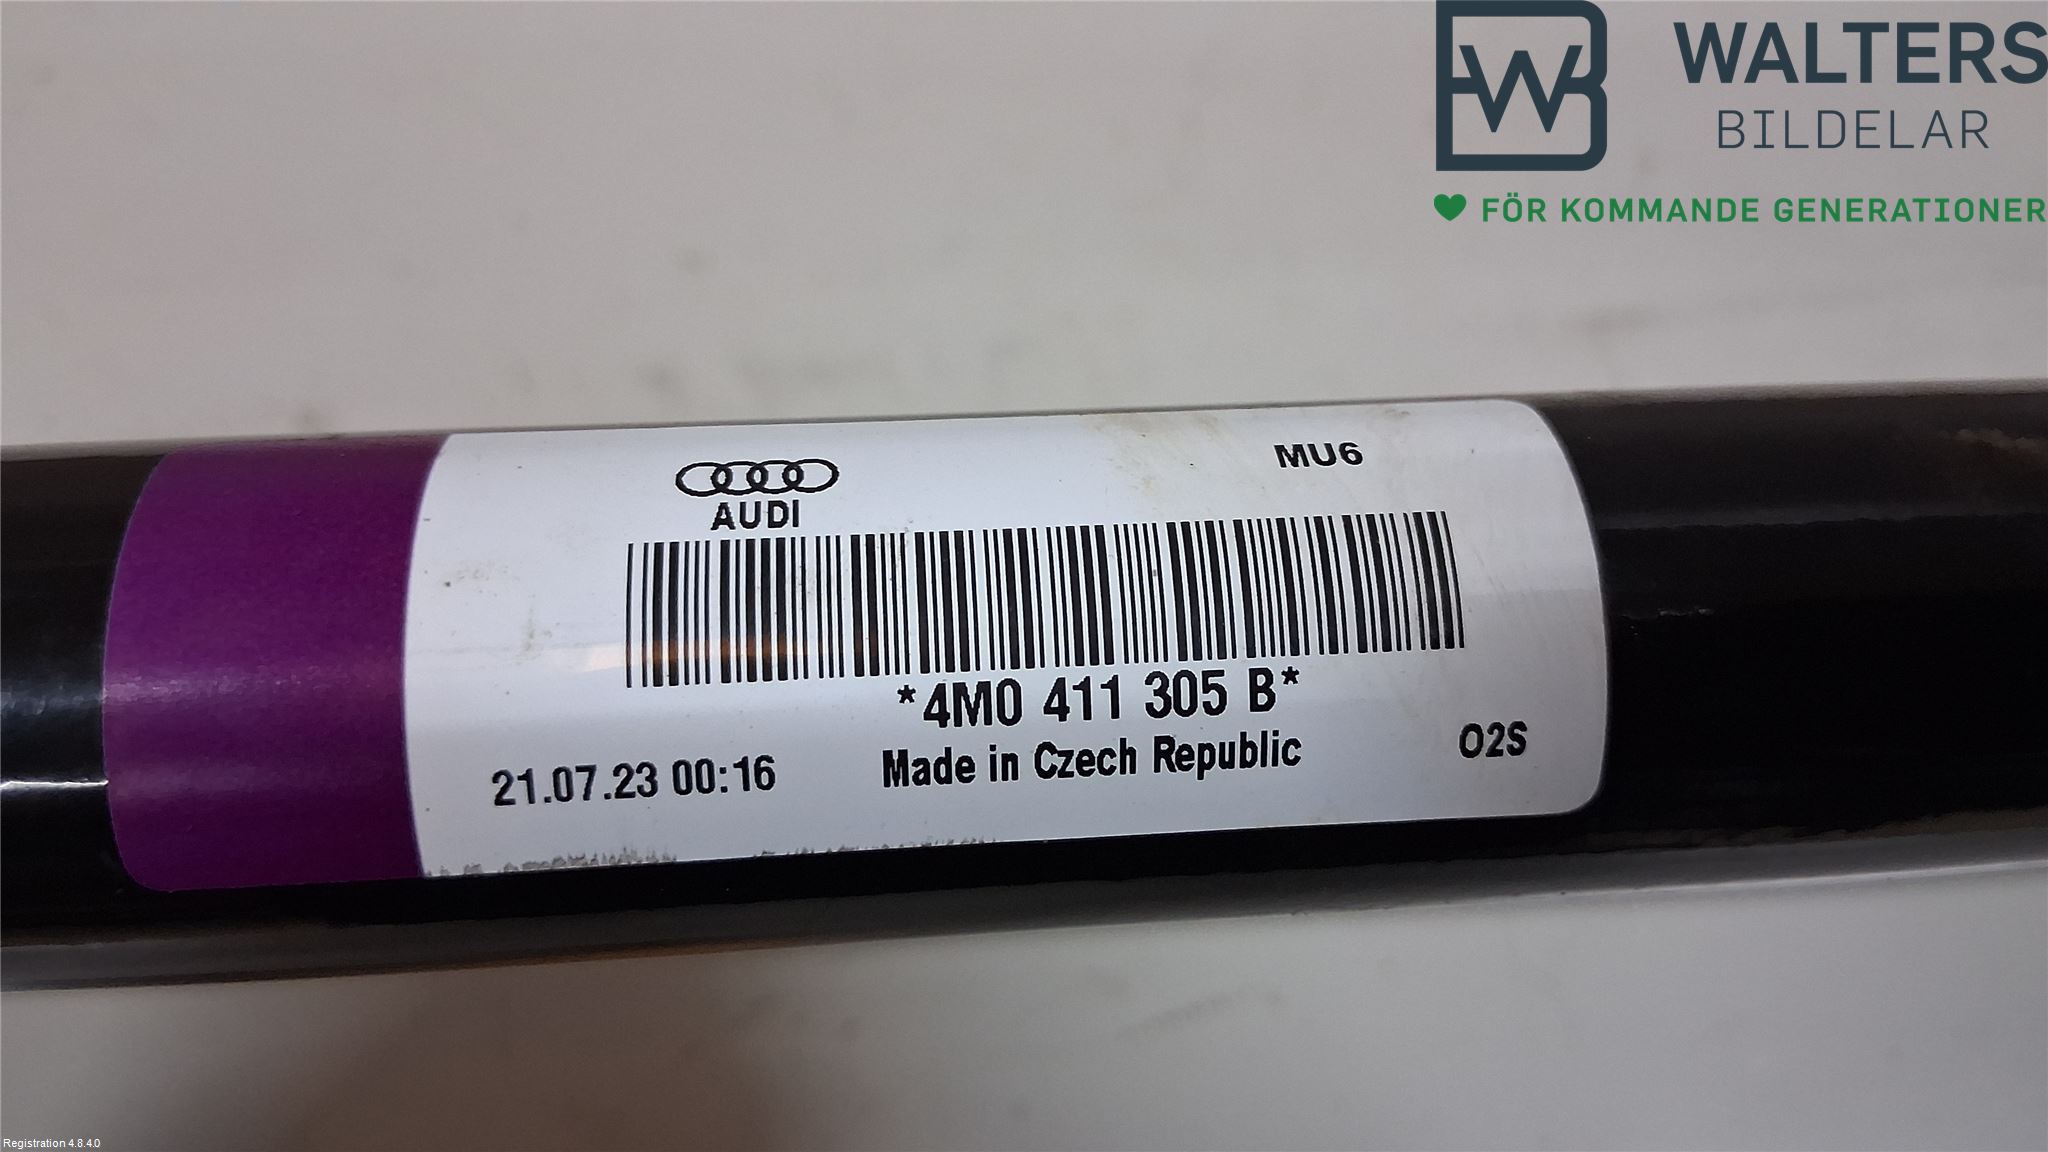 WALTERS
BILDELAR
FÖR KOMMANDE GENERATIONER
MU6
AUDI
*4M0 411 305 B*
21.07.23 00:16
Made in Czech Republic
02S
Registration 4.8.4.0